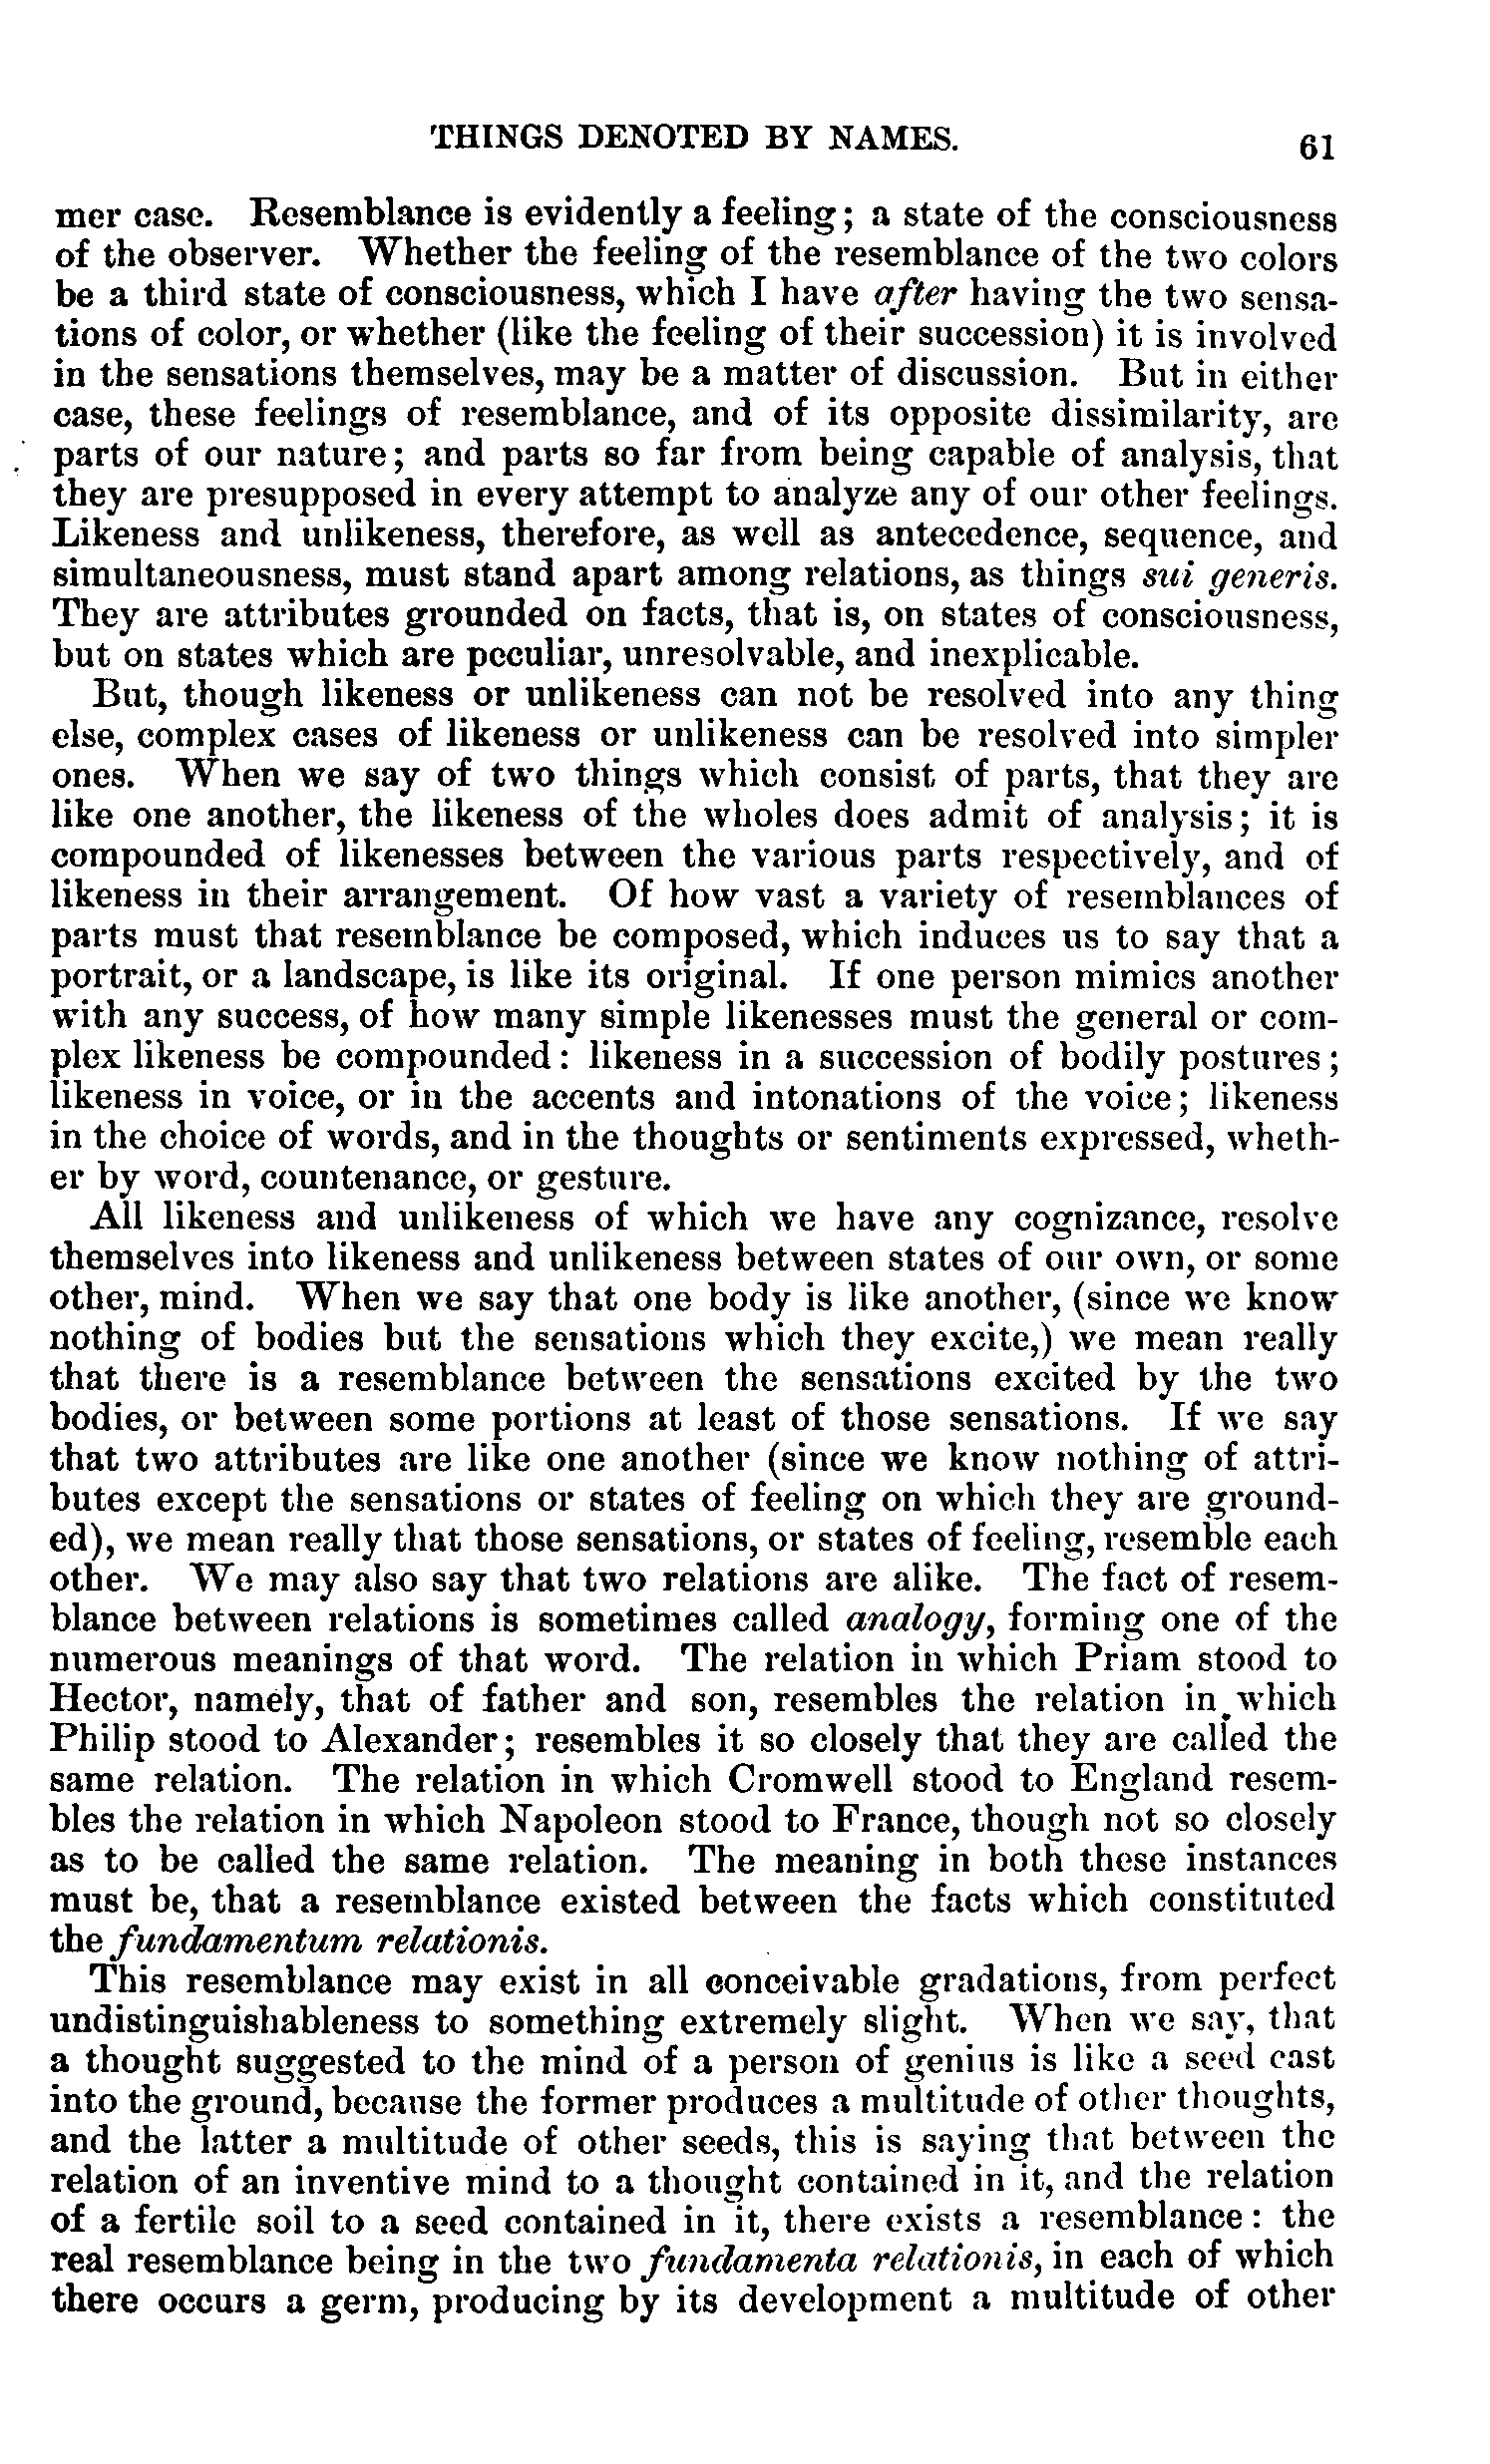 THINGS DENOTED BY NAMES. 61
mer case. Resemblance is evidently a feeling; a state of the consciousness
of the observer. Whether the feeling of the resemblance of the two colors
be a third state of consciousness, which I have after having the two sensa-
tions of color, or whether (like the feeling of their succession) it is involved
in the sensations themselves, may be a matter of discussion. But in either
case, these feelings of resemblance, and of its opposite dissimilarity, are
parts of our nature; and parts so far from being capable of analysis, that
they are presupposed in every attempt to analyze any of our other feelings.
Likeness and unlikeness, therefore, as well as antecedence, sequence, and
simultaneousness, must stand apart among relations, as things sui generis.
They are attributes grounded on facts, that is, on states of consciousness,
but on states which are peculiar, unresolvable, and inexplicable.
But, though likeness or unlikeness can not be resolved into any thing
else, complex cases of likeness or unlikeness can be resolved into simpler
ones. When we say of two things which consist of parts, that they are
like one another, the likeness of the wholes does admit of analysis; it is
compounded of likenesses between the various parts respectively, and of
likeness in their arrangement. Of how vast a variety of resemblances of
parts must that resemblance be composed, which induces us to say that a
portrait, or a landscape, is like its original. If one person mimics another
with any success, of how many simple likenesses must the general or com-
plex likeness be compounded: likeness in a succession of bodily postures;
likeness in voice, or in the accents and intonations of the voice; likeness
in the choice of words, and in the thoughts or sentiments expressed, wheth-
er by word, countenance, or gesture.
All likeness and unlikeness of which we have any cognizance, resolve
themselves into likeness and unlikeness between states of our own, or some
other, mind. When we say that one body is like another, (since we know
nothing of bodies but the sensations which they excite,) we mean really
that there is a resemblance between the sensations excited by the two
bodies, or between some portions at least of those sensations. If we say
that two attributes are like one another (since we know nothing of attri-
butes except the sensations or states of feeling on which they are ground-
ed), we mean really that those sensations, or states of feeling, resemble each
other. We may also say that two relations are alike. The fact of resem-
blance between relations is sometimes called analogy, forming one of the
numerous meanings of that word. The relation in which Priam stood to
Hector, namely, that of father and son, resembles the relation in which
Philip stood to Alexander; resembles it so closely that they are called the
same relation. The relation in which Cromwell stood to England resem-
bles the relation in which Napoleon stood to France, though not so closely
as to be called the same relation. The meaning in both these instances
must be, that a resemblance existed between the facts which constituted
the fundamentum relationis.
This resemblance may exist in all conceivable gradations, from perfect
undistinguishableness to something extremely slight. When we say, that
a thought suggested to the mind of a person of genius is like a seed cast
into the ground, because the former produces a multitude of other thoughts,
and the latter a multitude of other seeds, this is saying that between the
relation of an inventive mind to a thought contained in it, and the relation
of a fertile soil to a seed contained in it, there exists a resemblance: the
real resemblance being in the two fundamenta relationis, in each of which
there occurs a germ, producing by its development a multitude of other